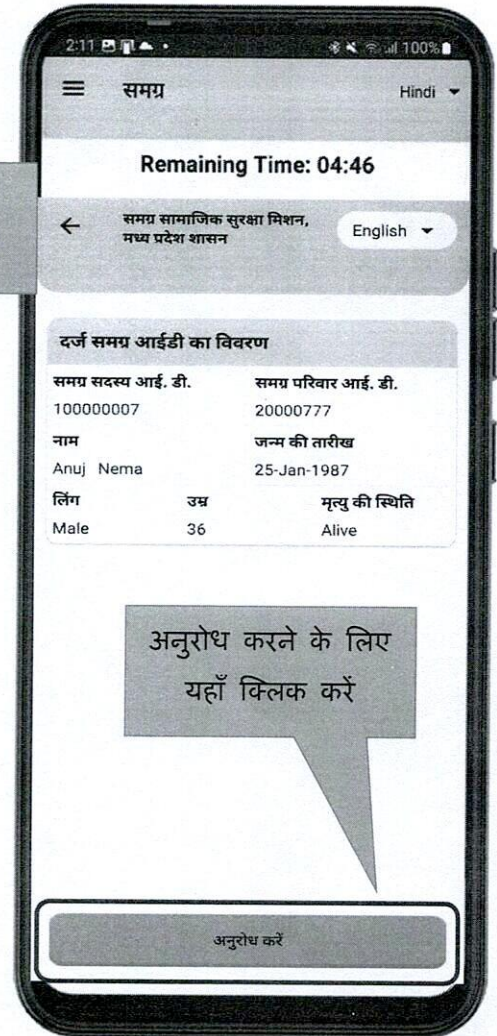 2:11 100%
समग्र Hindi
Remaining Time: 04:46
समग्र सामाजिक सुरक्षा मिशन,
मध्य प्रदेश शासन
English
दर्ज समग्र आईडी का विवरण
समग्र सदस्य आई. डी. समग्र परिवार आई. डी.
100000007 20000777
नाम जन्म की तारीख
Anuj Nema 25-Jan-1987
लिंग उम्र मृत्यु की स्थिति
Male 36 Alive
अनुरोध करने के लिए
यहाँ क्लिक करें
अनुरोध करें